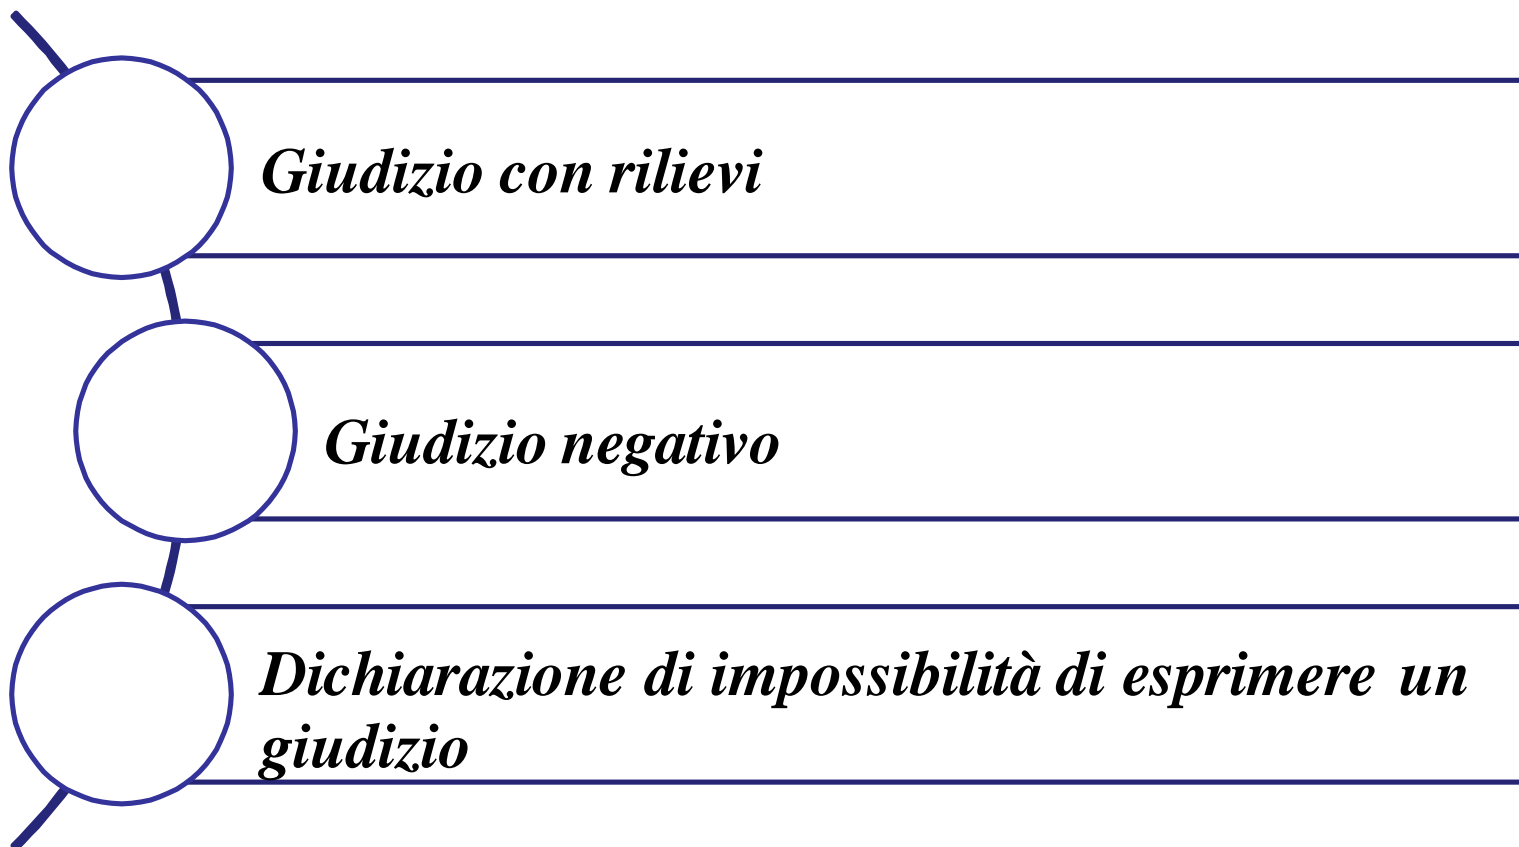 Giudizio con rilievi
Giudizio negativo
Dichiarazione di impossibilità di esprimere un
giudizio